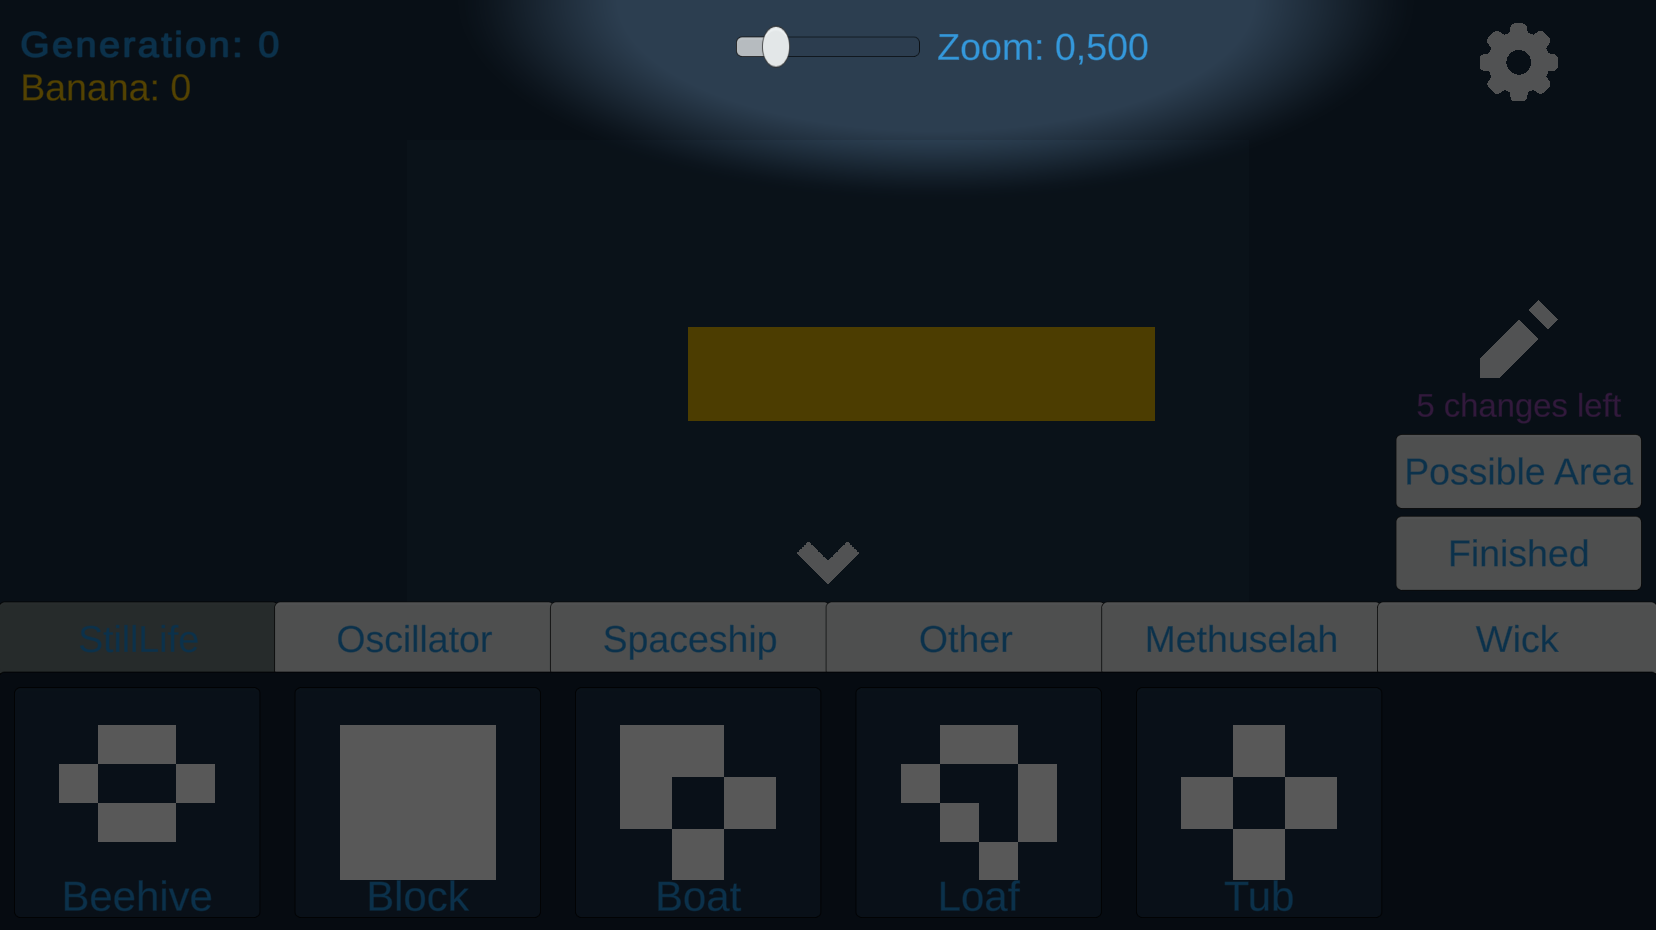 Generation: 0
Zoom: 0,500
Banana: 0
5 changes left
Possible Area
Finished
StillLife
Oscillator
Spaceship
Other
Methuselah
Wick
Beehive
Block
Boat
Loaf
Tub